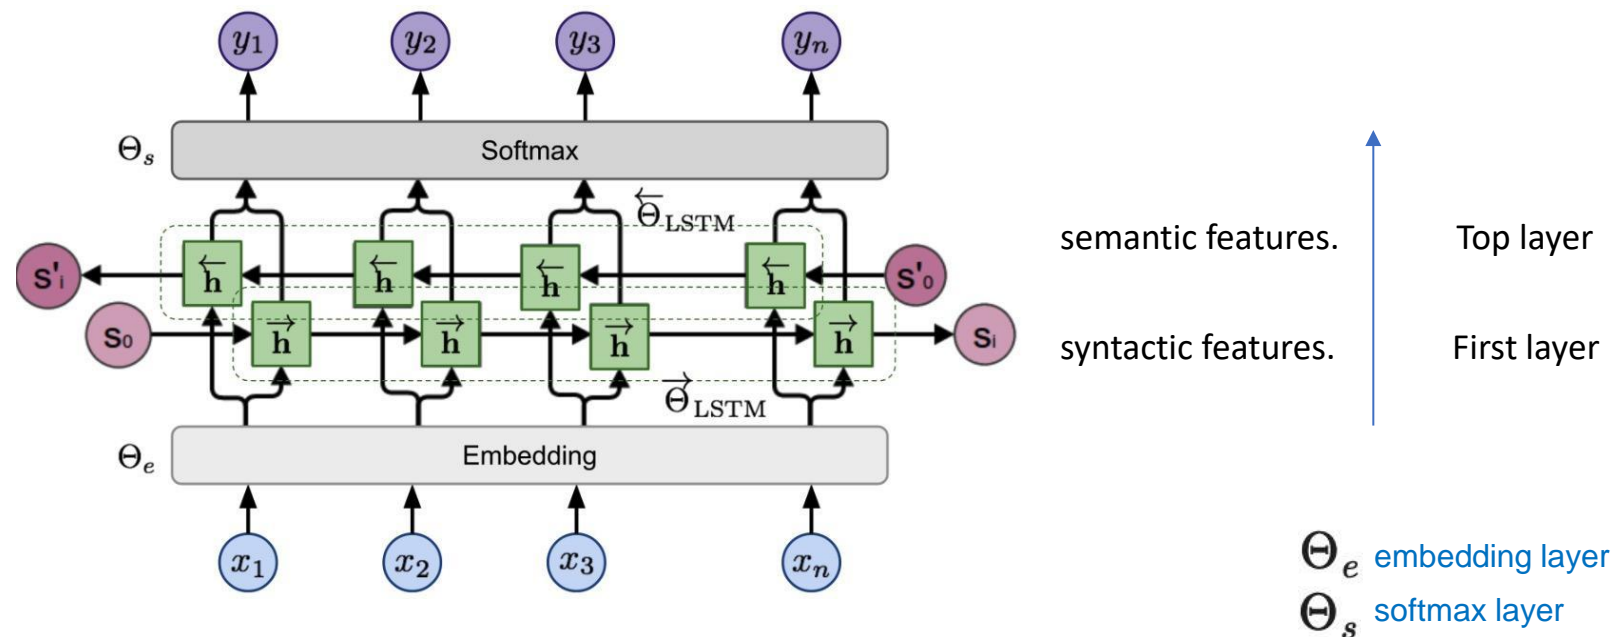 y₁ y₂ y₃ yₙ
Θₛ Softmax
←Θ LSTM
semantic features. Top layer
S'ᵢ ←h ←h ←h ←h S'₀
S₀ →h →h →h →h Sᵢ
syntactic features. First layer
→Θ LSTM
Θₑ Embedding
x₁ x₂ x₃ xₙ
Θₑ embedding layer
Θₛ softmax layer